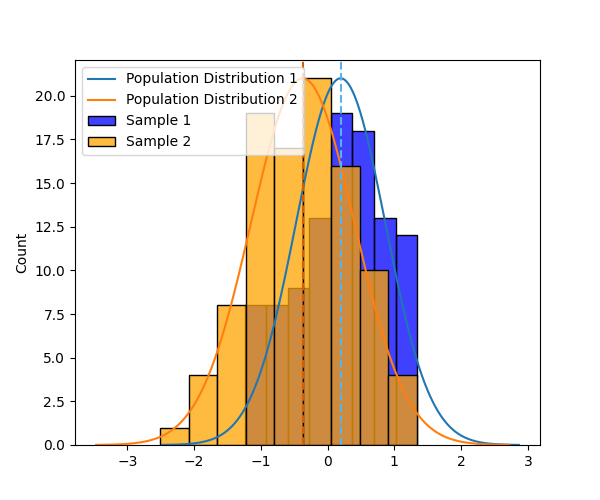 Population Distribution 1
Population Distribution 2
Sample 1
Sample 2
20.0
17.5
15.0
12.5
10.0
7.5
5.0
2.5
0.0
Count
−3 −2 −1 0 1 2 3